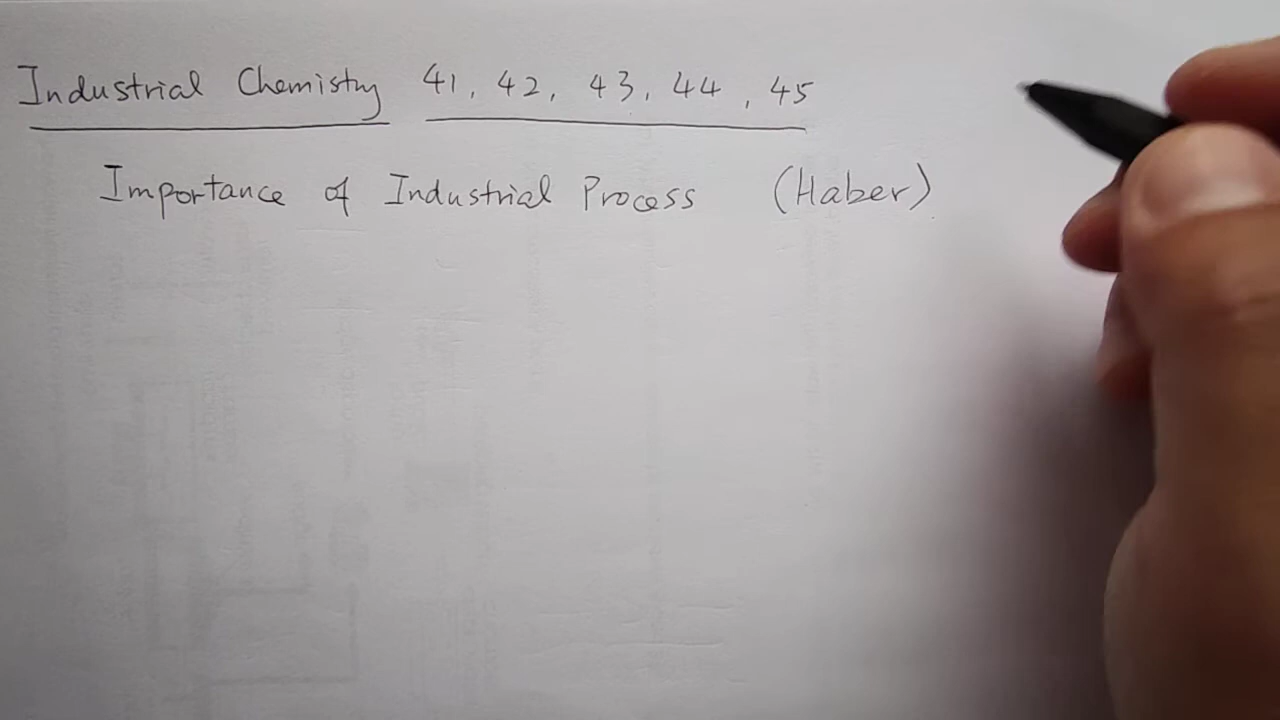 Industrial Chemistry 41, 42, 43, 44, 45
Importance of Industrial Process (Haber)